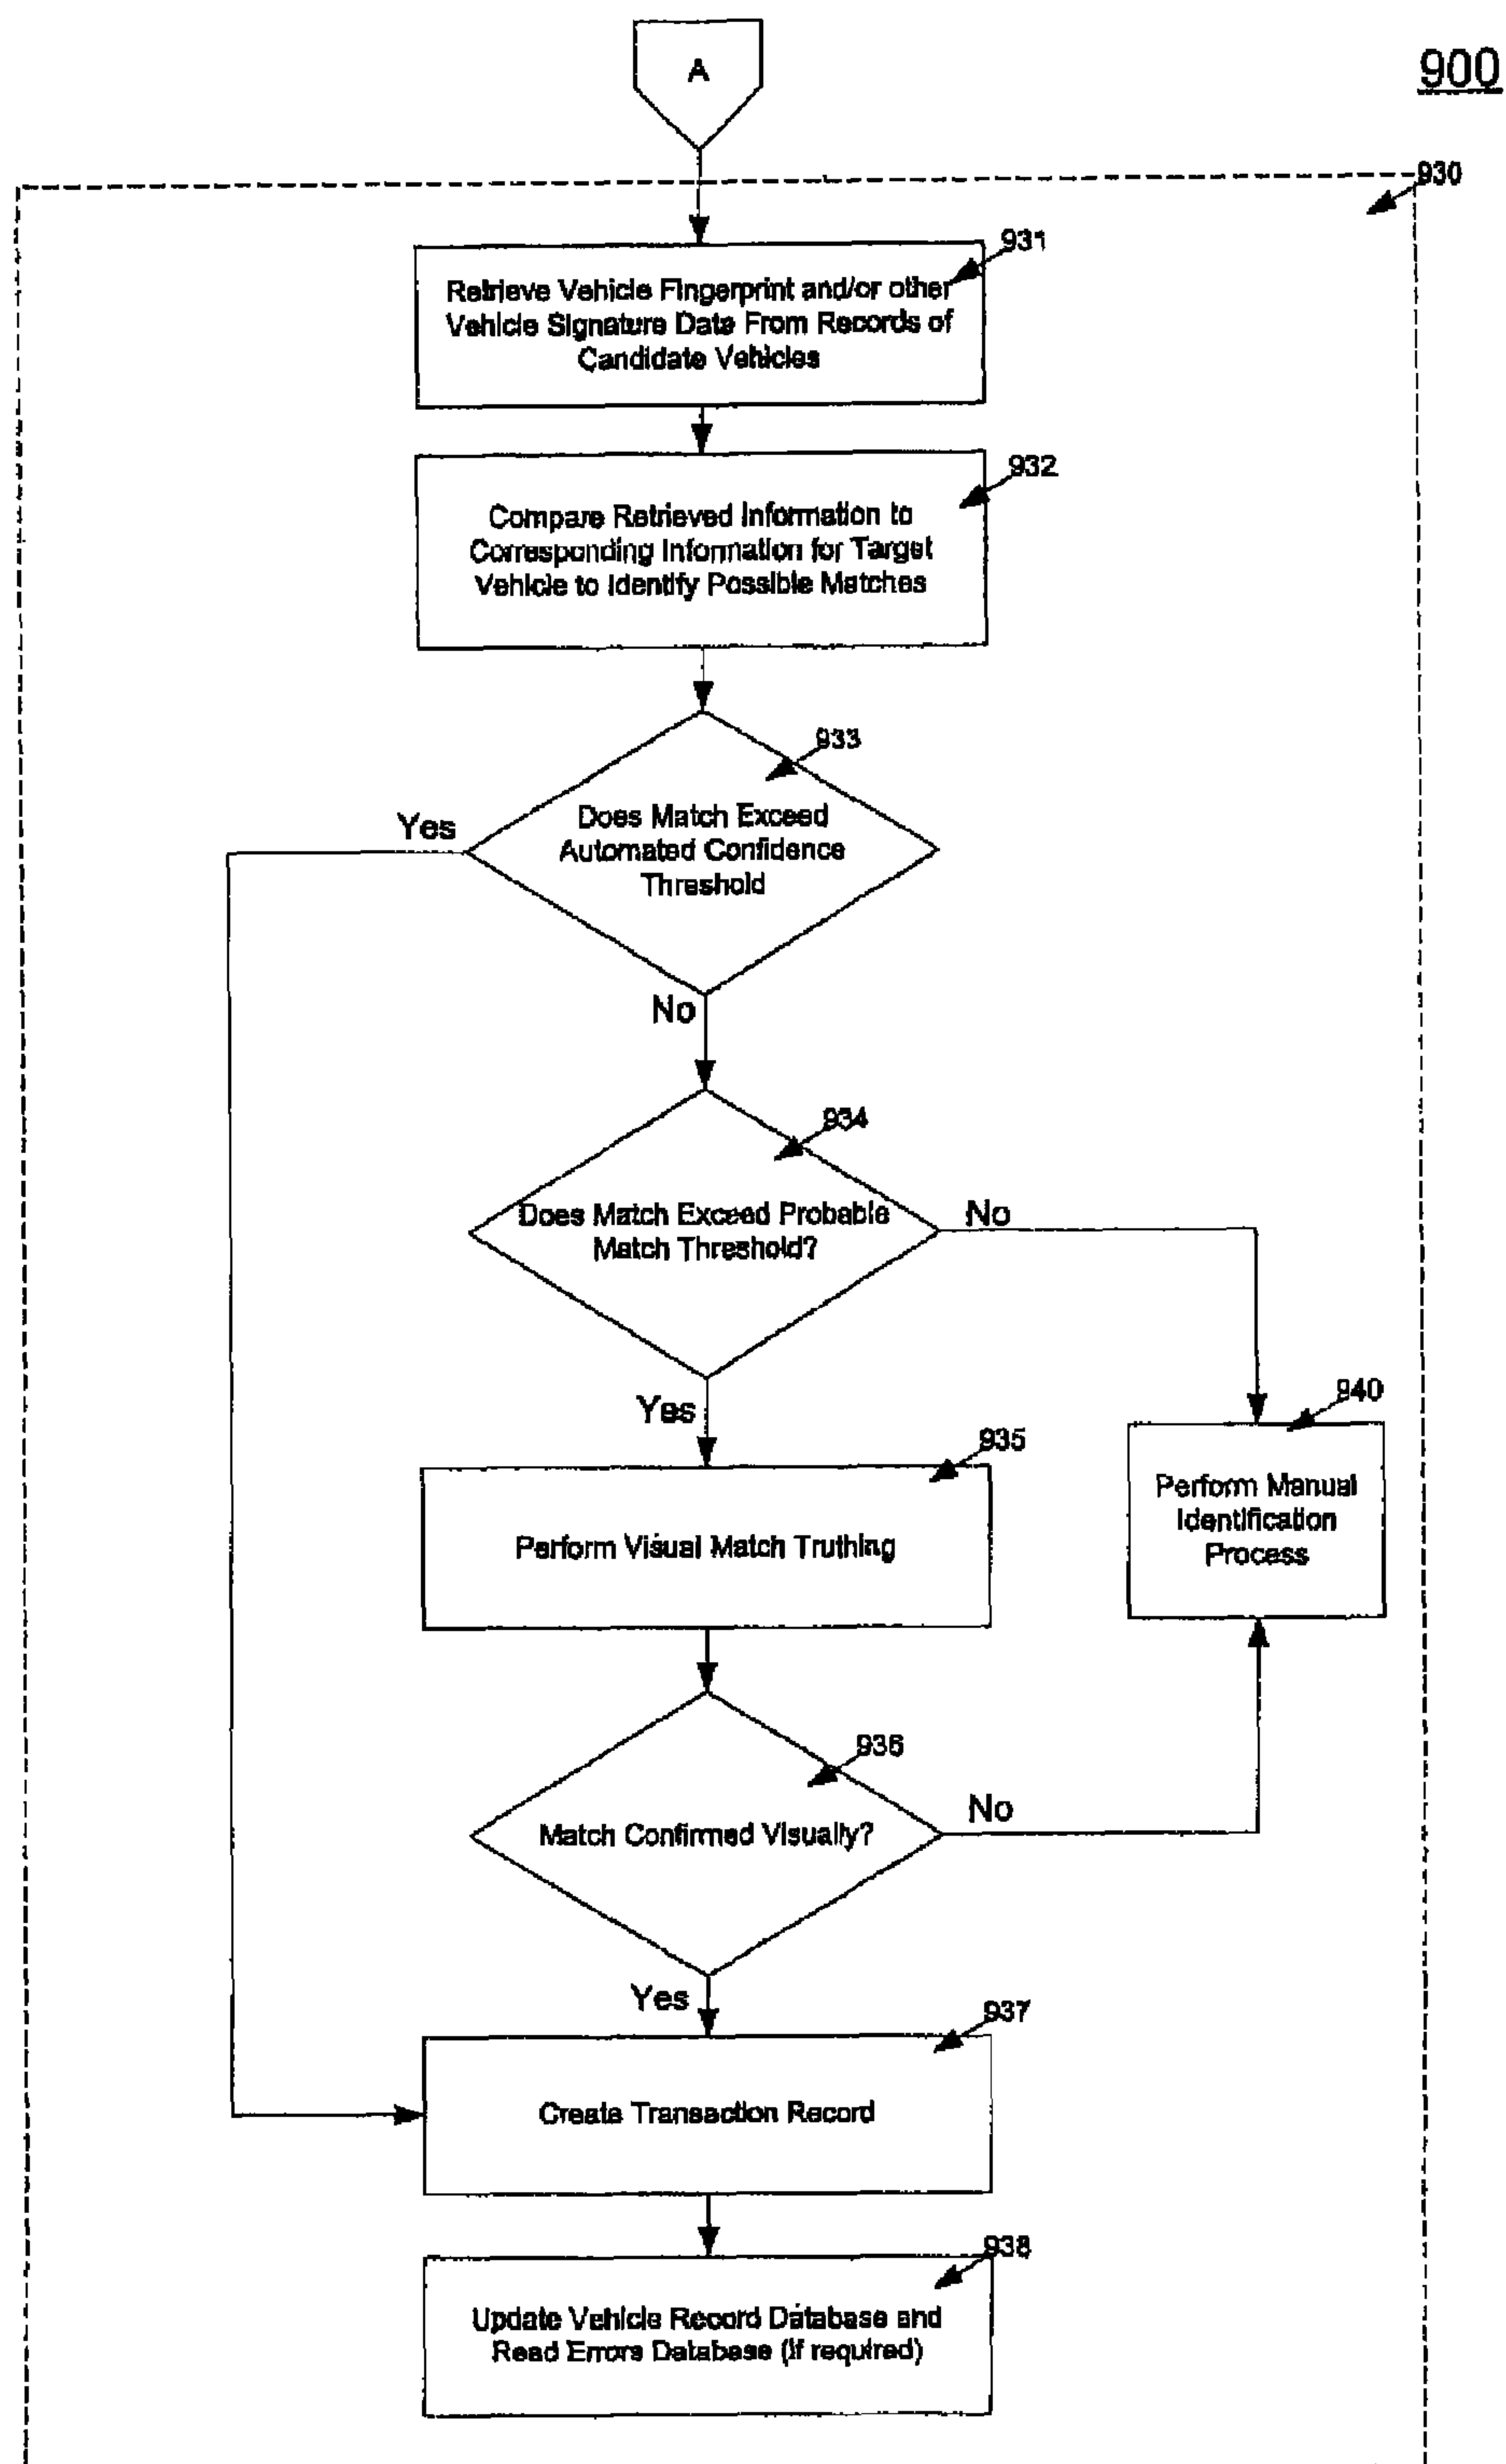 A
900
930
931
Retrieve Vehicle Fingerprint and/or other
Vehicle Signature Data From Records of
Candidate Vehicles
932
Compare Retrieved Information to
Corresponding Information for Target
Vehicle to Identify Possible Matches
933
Does Match Exceed
Automated Confidence
Threshold
Yes
No
934
Does Match Exceed Probable
Match Threshold?
No
Yes
940
Perform Manual
Identification
Process
935
Perform Visual Match Truthing
936
Match Confirmed Visually?
No
Yes
937
Create Transaction Record
938
Update Vehicle Record Database and
Read Errors Database (if required)